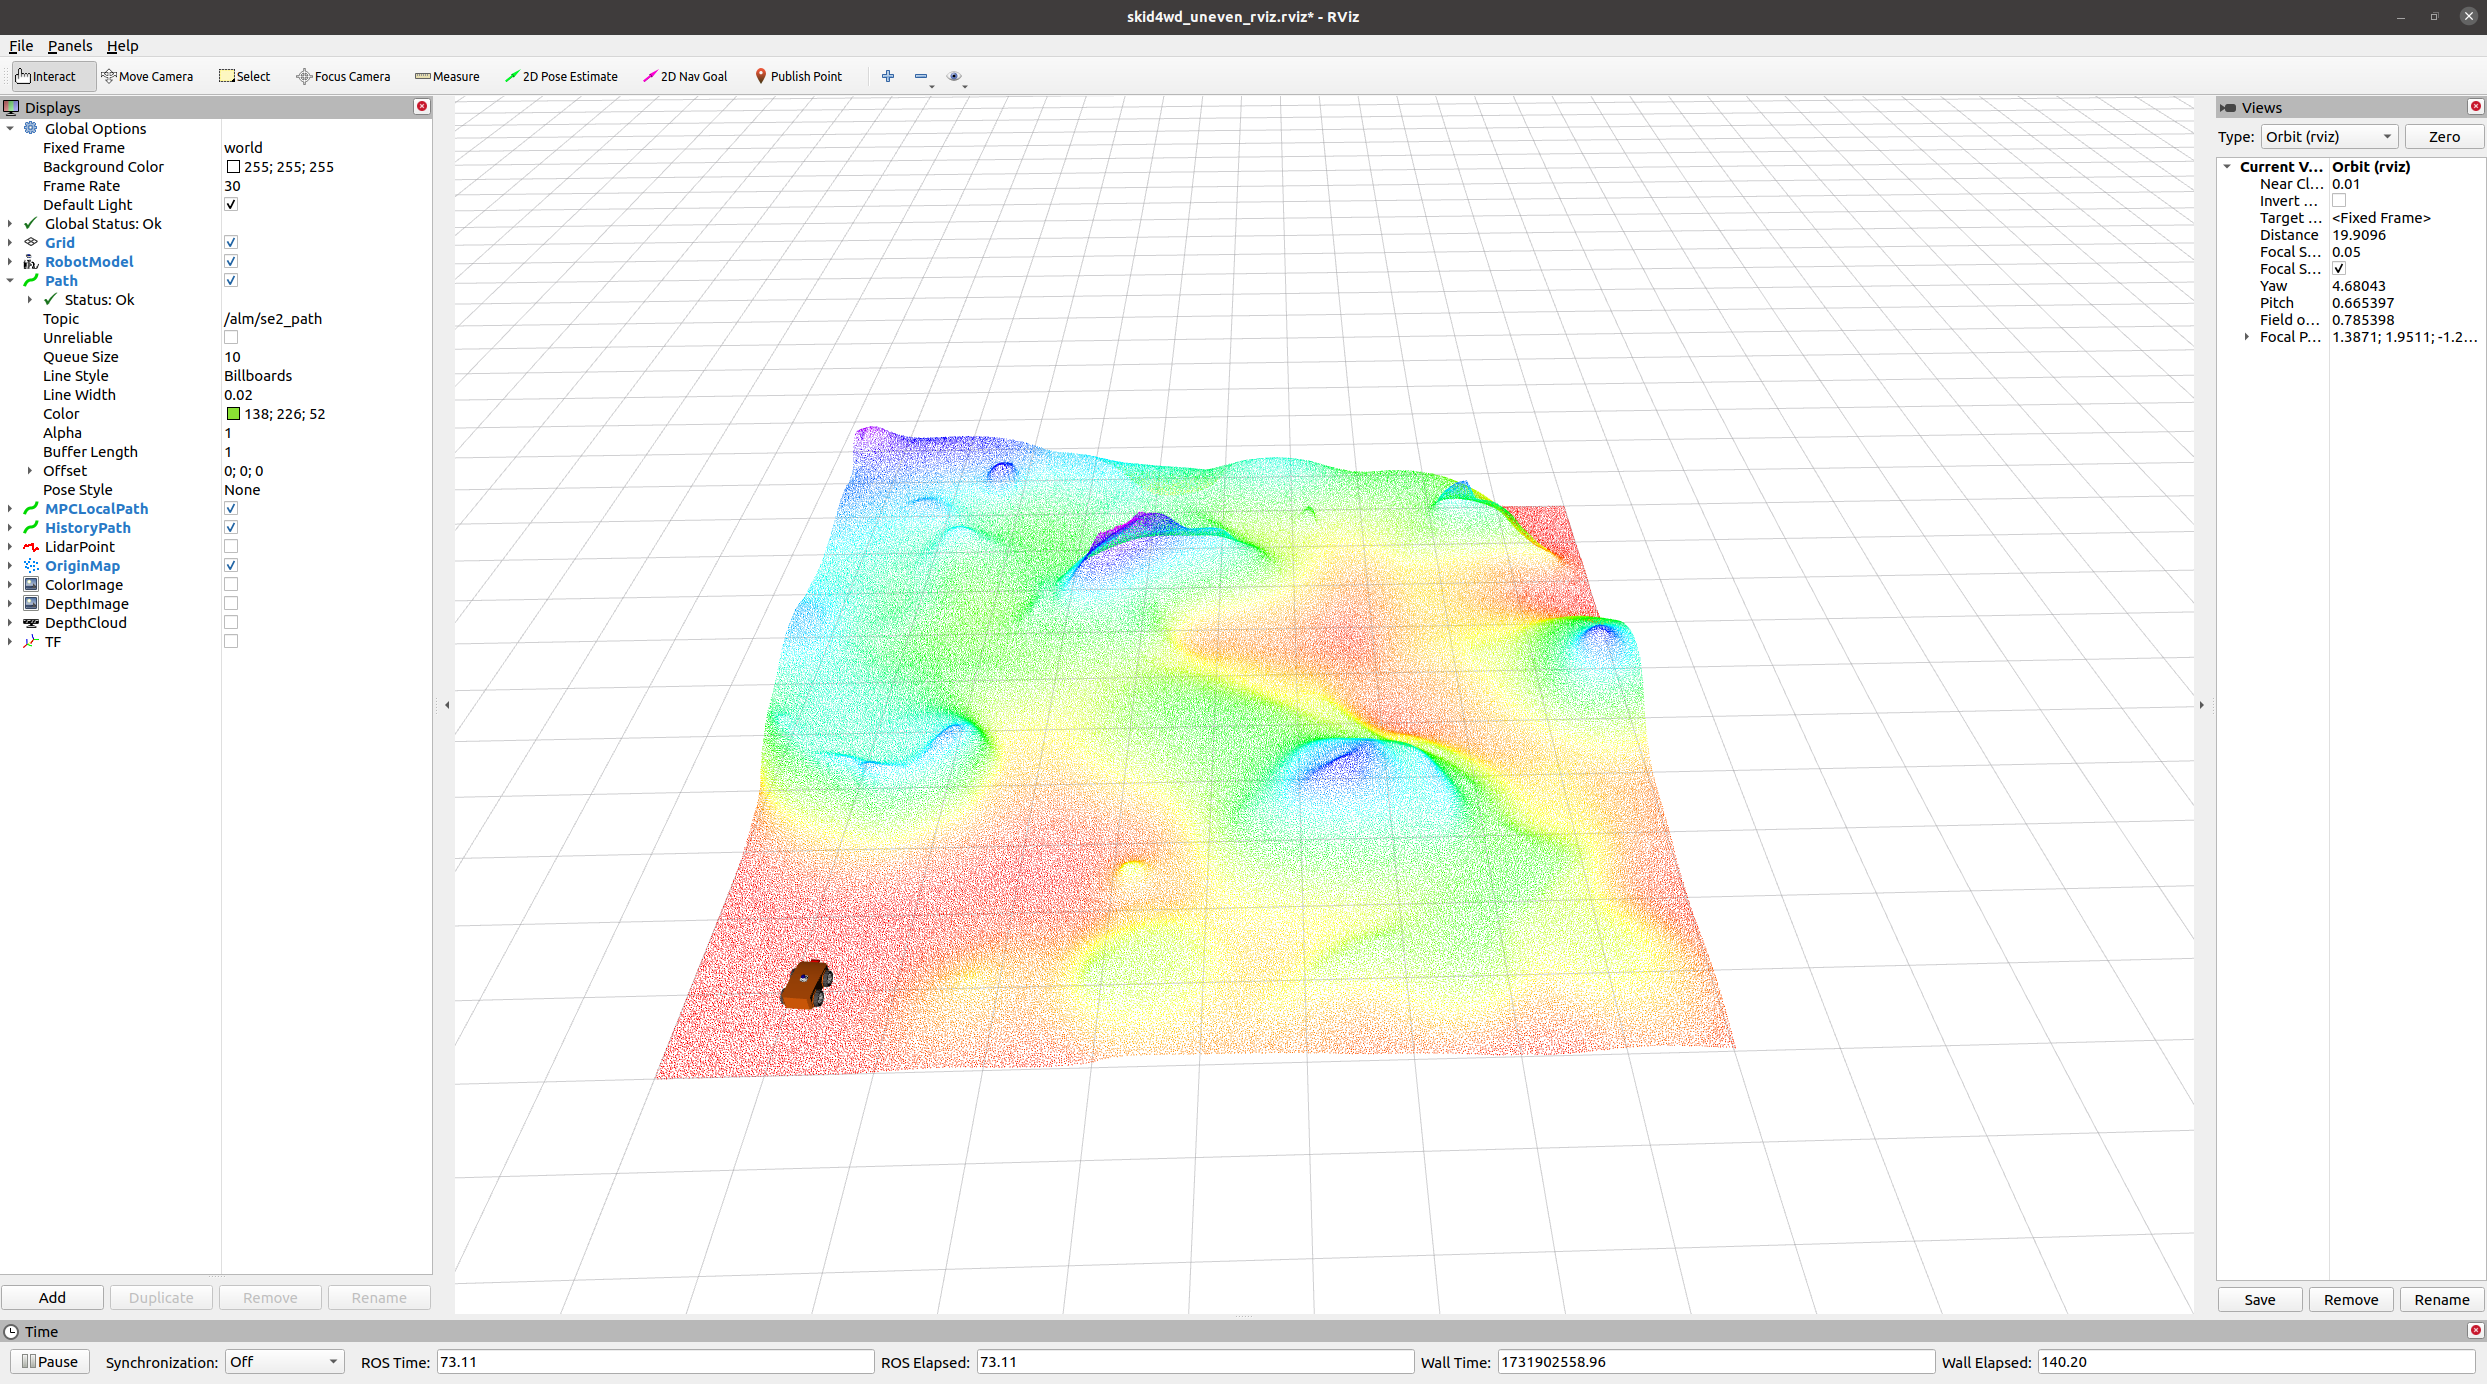 skid4wd_uneven_rviz.rviz* - RViz
File Panels Help
Interact Move Camera Select Focus Camera Measure 2D Pose Estimate 2D Nav Goal Publish Point
Displays
Global Options
Fixed Frame world
Background Color 255; 255; 255
Frame Rate 30
Default Light
Global Status: Ok
Grid
RobotModel
Path
Status: Ok
Topic /alm/se2_path
Unreliable
Queue Size 10
Line Style Billboards
Line Width 0.02
Color 138; 226; 52
Alpha 1
Buffer Length 1
Offset 0; 0; 0
Pose Style None
MPCLocalPath
HistoryPath
LidarPoint
OriginMap
ColorImage
DepthImage
DepthCloud
TF
Add Duplicate Remove Rename
Views
Type: Orbit (rviz) Zero
Current V... Orbit (rviz)
Near Cl... 0.01
Invert ...
Target ... <Fixed Frame>
Distance 19.9096
Focal S... 0.05
Focal S...
Yaw 4.68043
Pitch 0.665397
Field o... 0.785398
Focal P... 1.3871; 1.9511; -1.2...
Save Remove Rename
Time
Pause Synchronization: Off ROS Time: 73.11 ROS Elapsed: 73.11 Wall Time: 1731902558.96 Wall Elapsed: 140.20